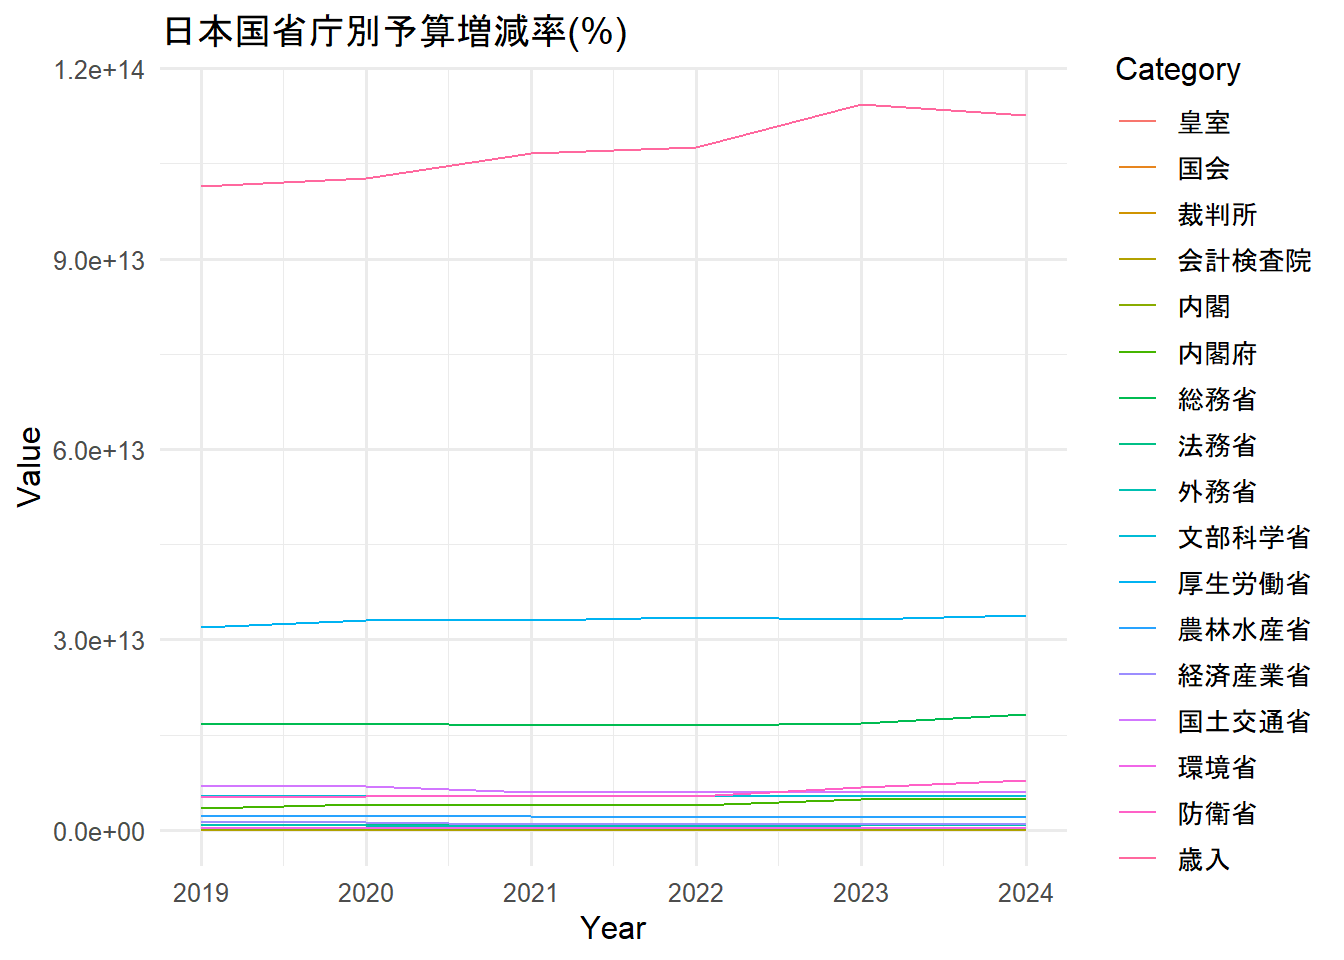 日本国省庁別予算増減率(%)
1.2e+14
9.0e+13
6.0e+13
3.0e+13
0.0e+00
Value
2019 2020 2021 2022 2023 2024
Year
Category
皇室
国会
裁判所
会計検査院
内閣
内閣府
総務省
法務省
外務省
文部科学省
厚生労働省
農林水産省
経済産業省
国土交通省
環境省
防衛省
歳入